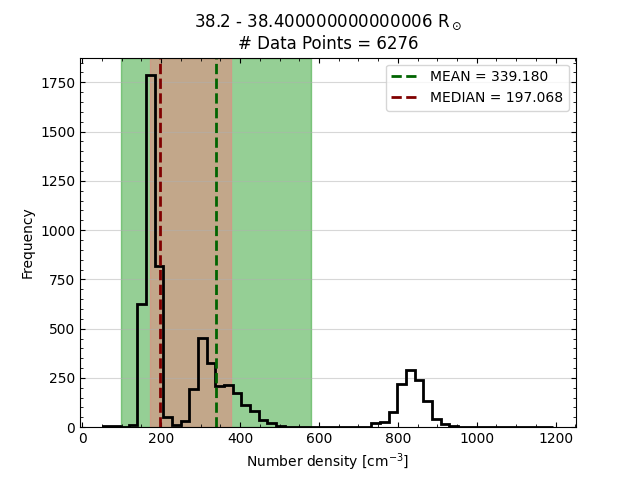 38.2 - 38.400000000000006 R⊙
# Data Points = 6276
MEAN = 339.180
MEDIAN = 197.068
Frequency
1750
1500
1250
1000
750
500
250
0
0 200 400 600 800 1000 1200
Number density [cm⁻³]